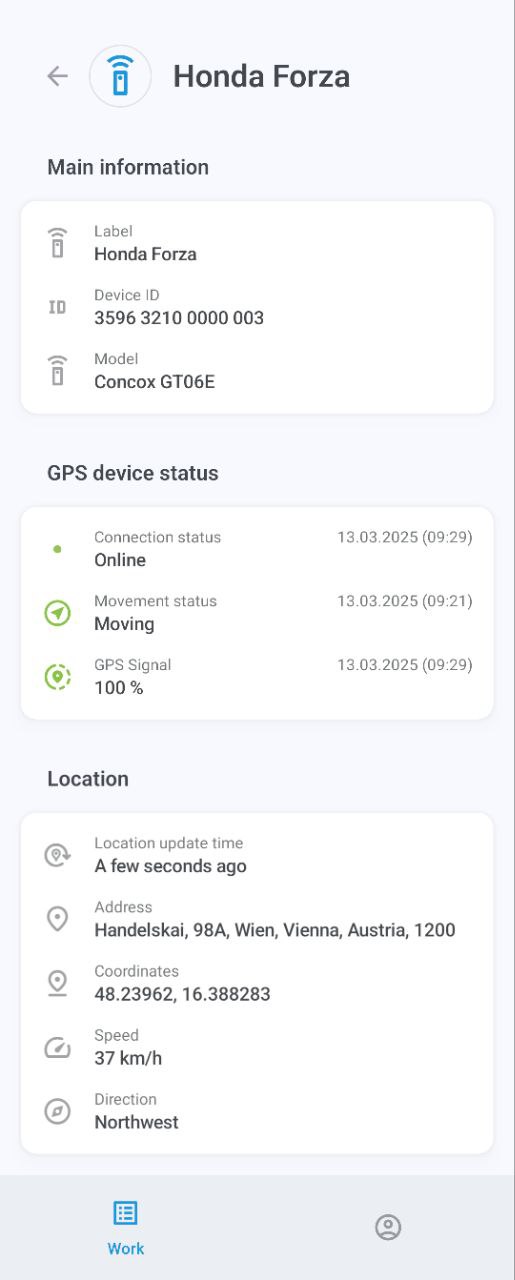 Honda Forza
Main information
Label
Honda Forza
ID
Device ID
3596 3210 0000 003
Model
Concox GT06E
GPS device status
Connection status 13.03.2025 (09:29)
Online
Movement status 13.03.2025 (09:21)
Moving
GPS Signal 13.03.2025 (09:29)
100 %
Location
Location update time
A few seconds ago
Address
Handelskai, 98A, Wien, Vienna, Austria, 1200
Coordinates
48.23962, 16.388283
Speed
37 km/h
Direction
Northwest
Work